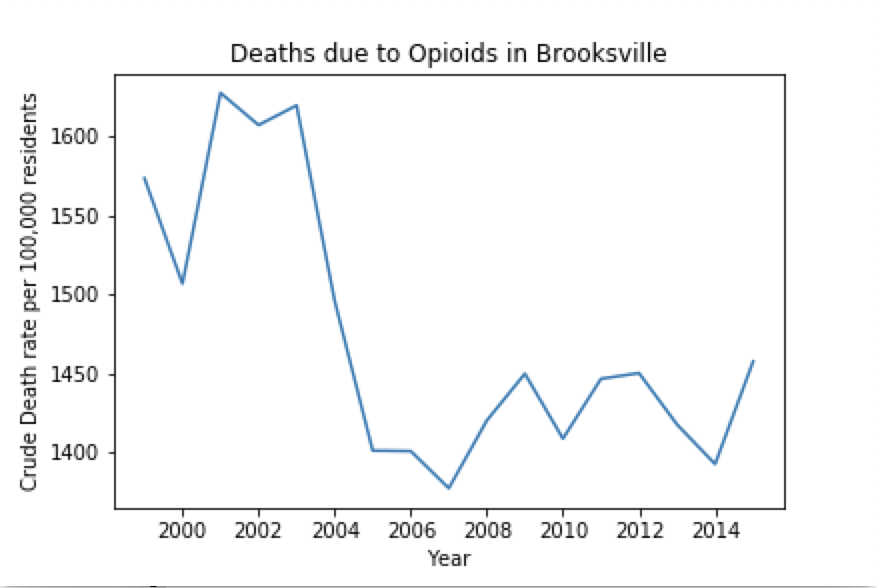 Deaths due to Opioids in Brooksville
Crude Death rate per 100,000 residents
1600
1550
1500
1450
1400
2000 2002 2004 2006 2008 2010 2012 2014
Year